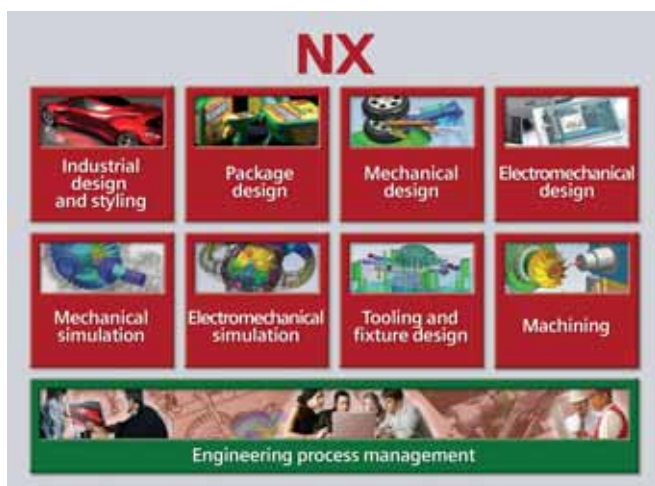 NX
Industrial
design
and styling
Package
design
Mechanical
design
Electromechanical
design
Mechanical
simulation
Electromechanical
simulation
Tooling and
fixture design
Machining
Engineering process management